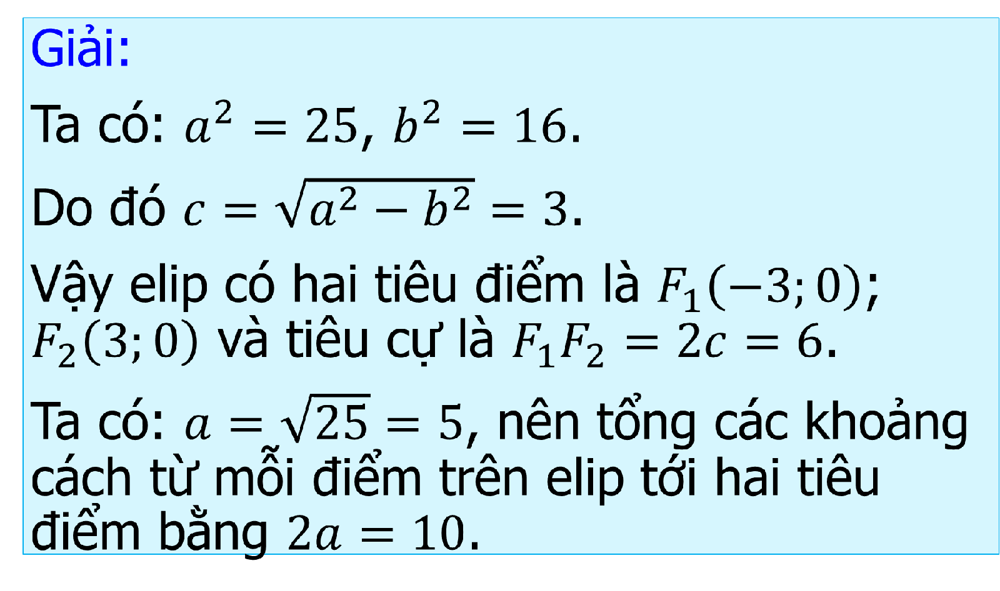 Giải:
Ta có: $a^2 = 25$, $b^2 = 16$.
Do đó $c = \sqrt{a^2 - b^2} = 3$.
Vậy elip có hai tiêu điểm là $F_1(-3; 0)$;
$F_2(3; 0)$ và tiêu cự là $F_1F_2 = 2c = 6$.
Ta có: $a = \sqrt{25} = 5$, nên tổng các khoảng
cách từ mỗi điểm trên elip tới hai tiêu
điểm bằng $2a = 10$.